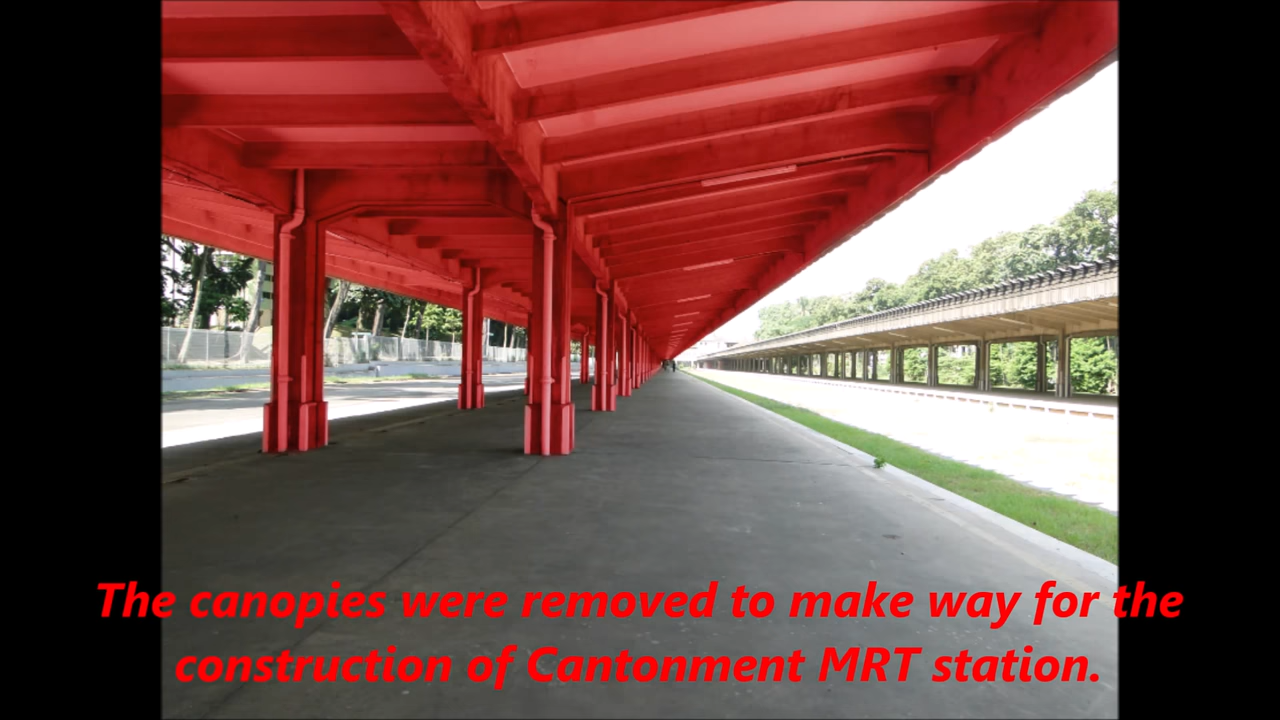 The canopies were removed to make way for the
construction of Cantonment MRT station.